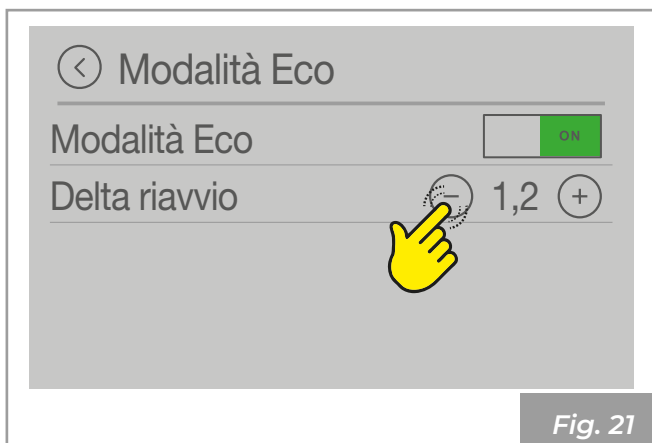 Modalità Eco
Modalità Eco ON
Delta riavvio − 1,2 +
Fig. 21